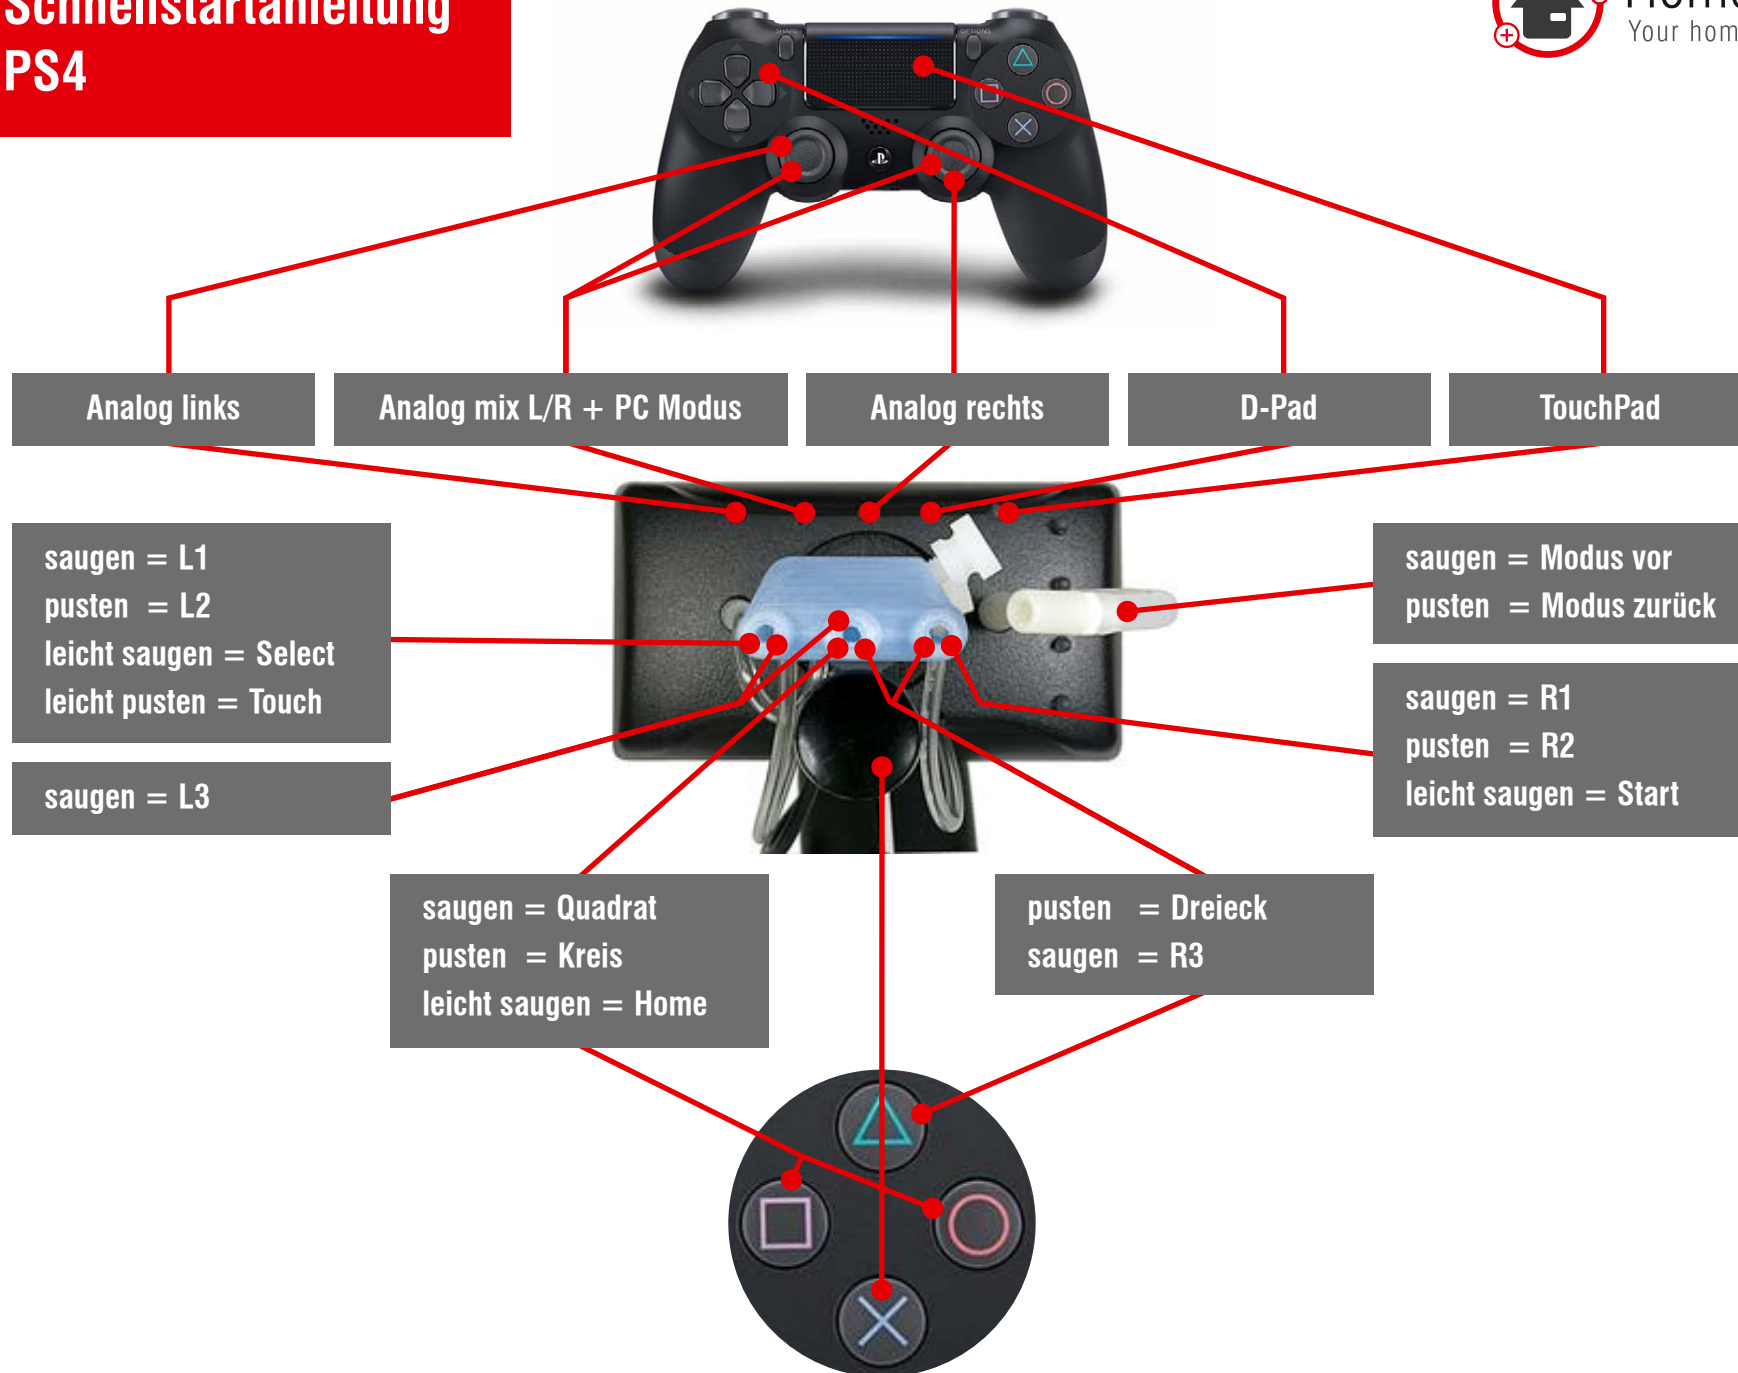 Schnellstartanleitung
PS4
Your hom
SHARE
OPTIONS
Analog links
Analog mix L/R + PC Modus
Analog rechts
D-Pad
TouchPad
saugen = L1
pusten = L2
leicht saugen = Select
leicht pusten = Touch
saugen = L3
saugen = Modus vor
pusten = Modus zurück
saugen = R1
pusten = R2
leicht saugen = Start
saugen = Quadrat
pusten = Kreis
leicht saugen = Home
pusten = Dreieck
saugen = R3